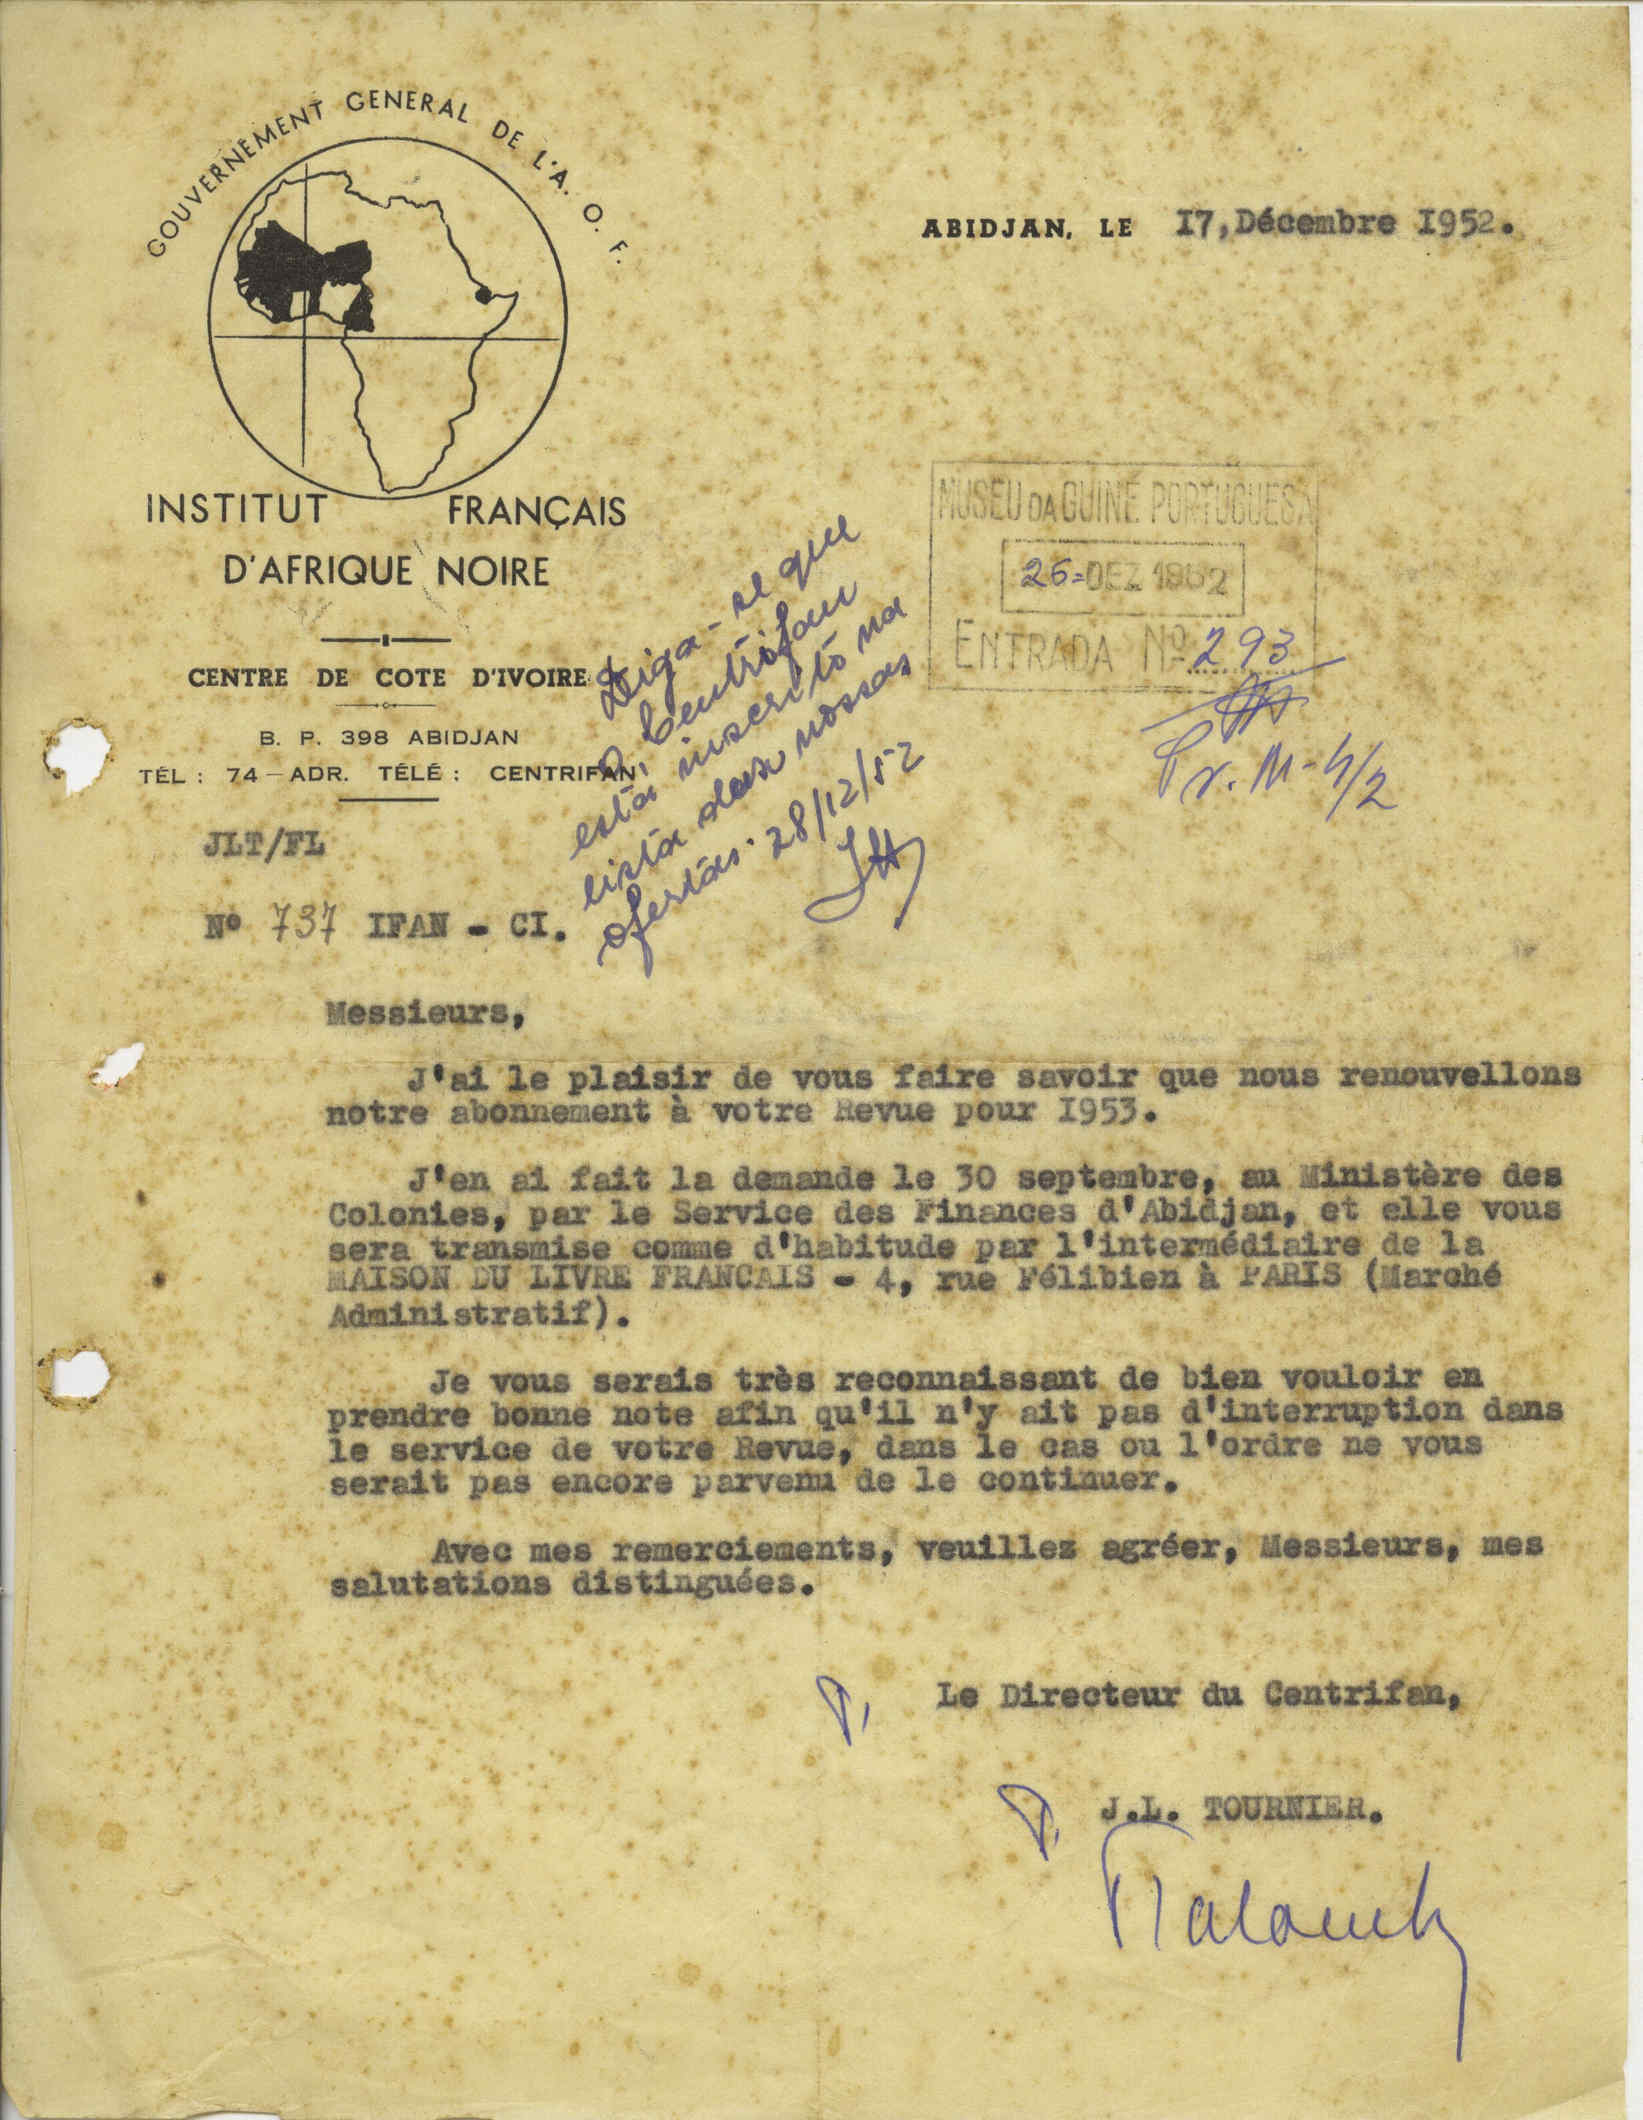 GOUVERNEMENT GENERAL DE L'A. O. F.
ABIDJAN, LE I7,Décembre I952.
INSTITUT FRANÇAIS
D'AFRIQUE NOIRE
CENTRE DE COTE D'IVOIRE
B. P. 398 ABIDJAN
TÉL : 74 — ADR. TÉLÉ : CENTRIFAN
MUSEU DA GUINÉ PORTUGUESA
26=DEZ 1952
ENTRADA Nº 293
M-4/2
Diga-se que
o Centrifan
está inscrito na
lista das nossas
ofertas. 28/12/52
JLT/FL
N° 737 IFAN - CI.
Messieurs,
J'ai le plaisir de vous faire savoir que nous renouvellons
notre abonnement à votre Revue pour I953.
J'en ai fait la demande le 30 septembre, au Ministère des
Colonies, par le Service des Finances d'Abidjan, et elle vous
sera transmise comme d'habitude par l'intermédiaire de la
MAISON DU LIVRE FRANCAIS - 4, rue Félibien à PARIS (Marché
Administratif).
Je vous serais très reconnaissant de bien vouloir en
prendre bonne note afin qu'il n'y ait pas d'interruption dans
le service de votre Revue, dans le cas ou l'ordre ne vous
serait pas encore parvenu de le continuer.
Avec mes remerciements, veuillez agréer, Messieurs, mes
salutations distinguées.
P, Le Directeur du Centrifan,
P. J.L. TOURNIER.